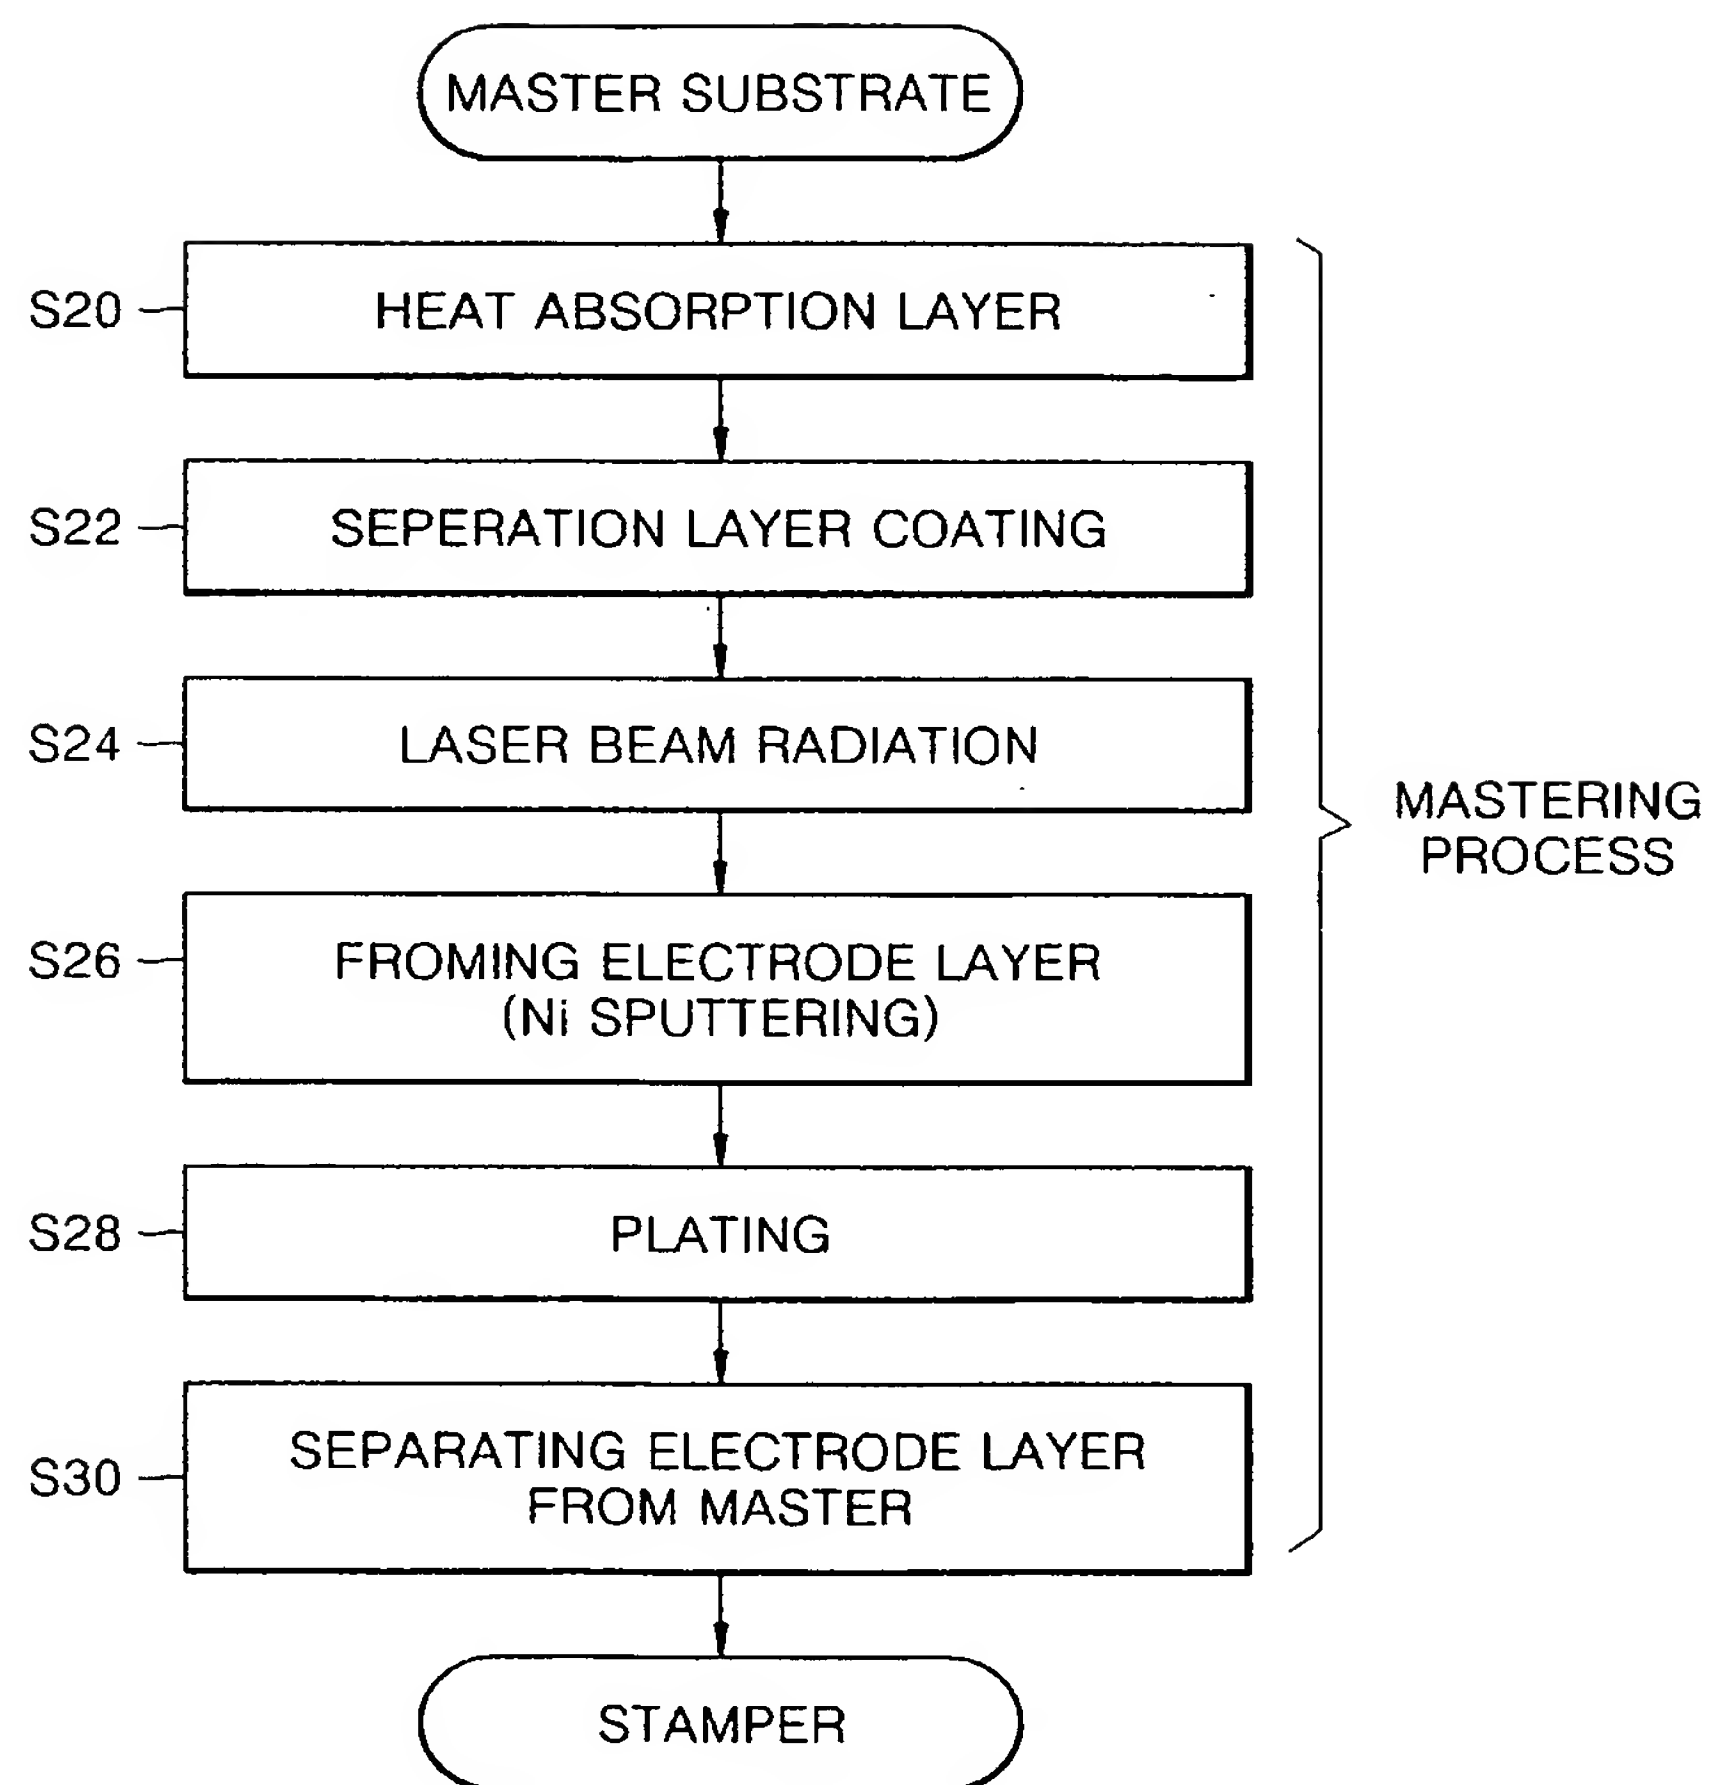 MASTER SUBSTRATE
S20
HEAT ABSORPTION LAYER
S22
SEPERATION LAYER COATING
S24
LASER BEAM RADIATION
MASTERING
PROCESS
S26
FROMING ELECTRODE LAYER
(Ni SPUTTERING)
S28
PLATING
S30
SEPARATING ELECTRODE LAYER
FROM MASTER
STAMPER